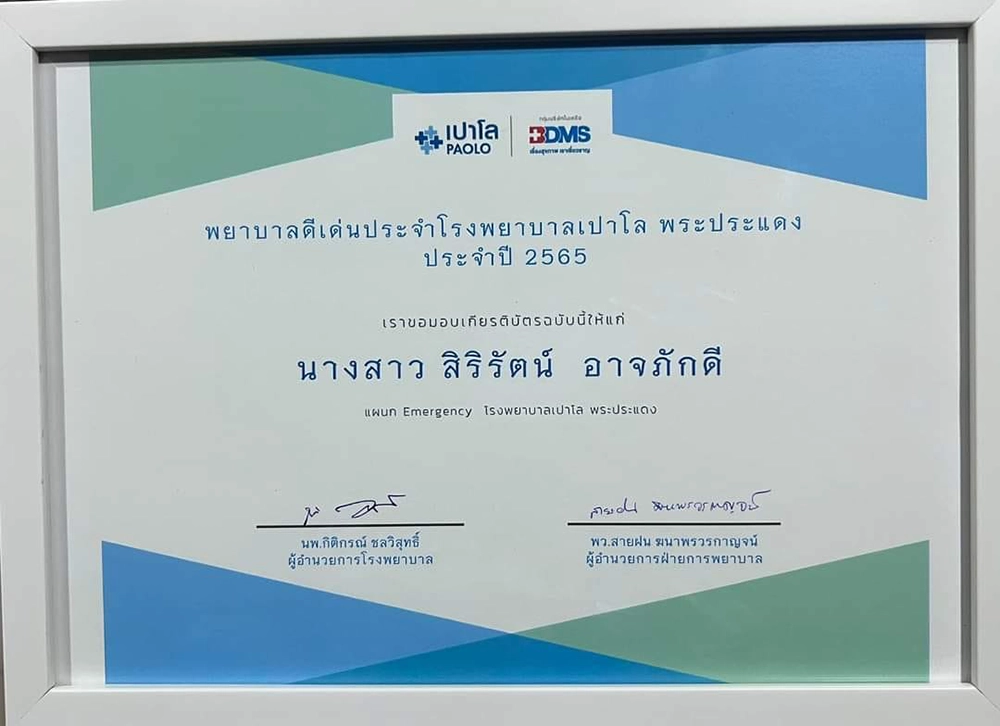 เปาโล
PAOLO
BDMS
พยาบาลดีเด่นประจำโรงพยาบาลเปาโล พระประแดง
ประจำปี 2565
เราขอมอบเกียรติบัตรฉบับนี้ให้แก่
นางสาว สิริรัตน์ อาจภักดี
แผนก Emergency โรงพยาบาลเปาโล พระประแดง
นพ.กิติกรณ์ ชลวิสุทธิ์
ผู้อำนวยการโรงพยาบาล
พว.สายฝน ฆนาพรวรกาญจน์
ผู้อำนวยการฝ่ายการพยาบาล